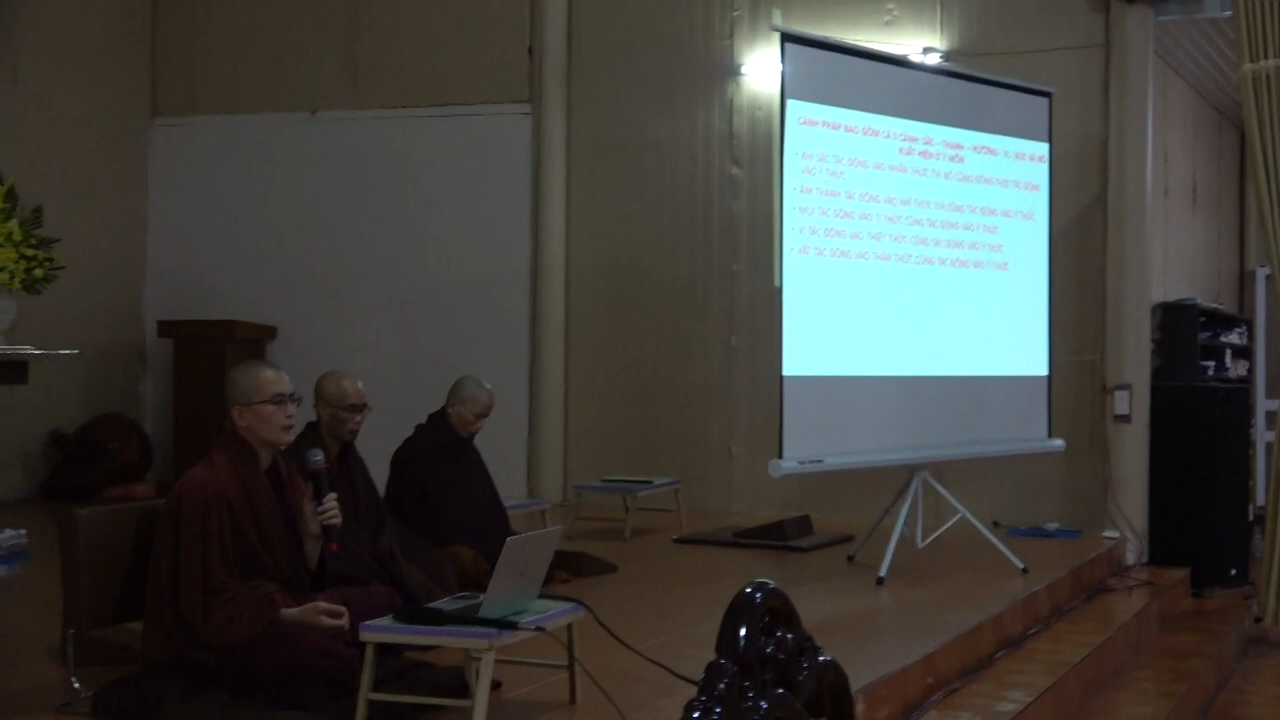 CẢNH PHÁP BAO GỒM CẢ 5 CẢNH: SẮC - THANH - HƯƠNG - VỊ - XÚC
XUẤT HIỆN Ở Ý MÔN
• KHI SẮC TÁC ĐỘNG VÀO NHÃN THỨC THÌ NÓ CŨNG ĐỒNG THỜI TÁC ĐỘNG
VÀO Ý THỨC
• ÂM THANH TÁC ĐỘNG VÀO NHĨ THỨC THÌ CŨNG TÁC ĐỘNG VÀO Ý THỨC
• MÙI TÁC ĐỘNG VÀO TỈ THỨC CŨNG TÁC ĐỘNG VÀO Ý THỨC
• VỊ TÁC ĐỘNG VÀO THIỆT THỨC CŨNG TÁC ĐỘNG VÀO Ý THỨC
• VẬT TÁC ĐỘNG VÀO THÂN THỨC CŨNG TÁC ĐỘNG VÀO Ý THỨC